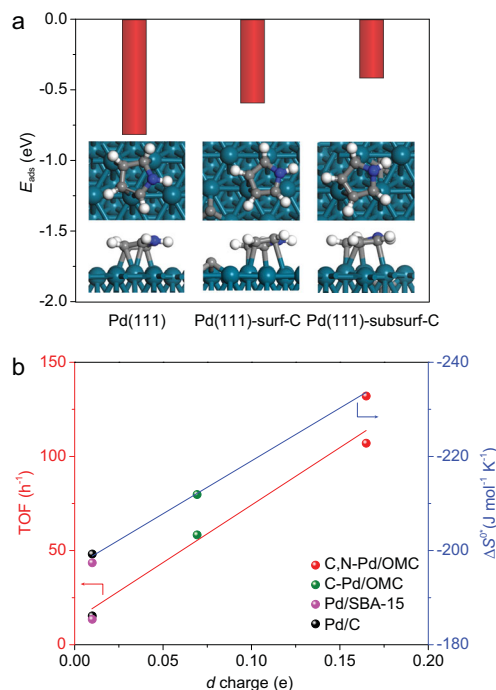 a
0.0
-0.5
-1.0
-1.5
-2.0
E_ads (eV)
Pd(111) Pd(111)-surf-C Pd(111)-subsurf-C
b
150
100
50
0
TOF (h⁻¹)
-240
-220
-200
-180
ΔS⁰* (J mol⁻¹ K⁻¹)
C,N-Pd/OMC
C-Pd/OMC
Pd/SBA-15
Pd/C
0.00 0.05 0.10 0.15 0.20
d charge (e)